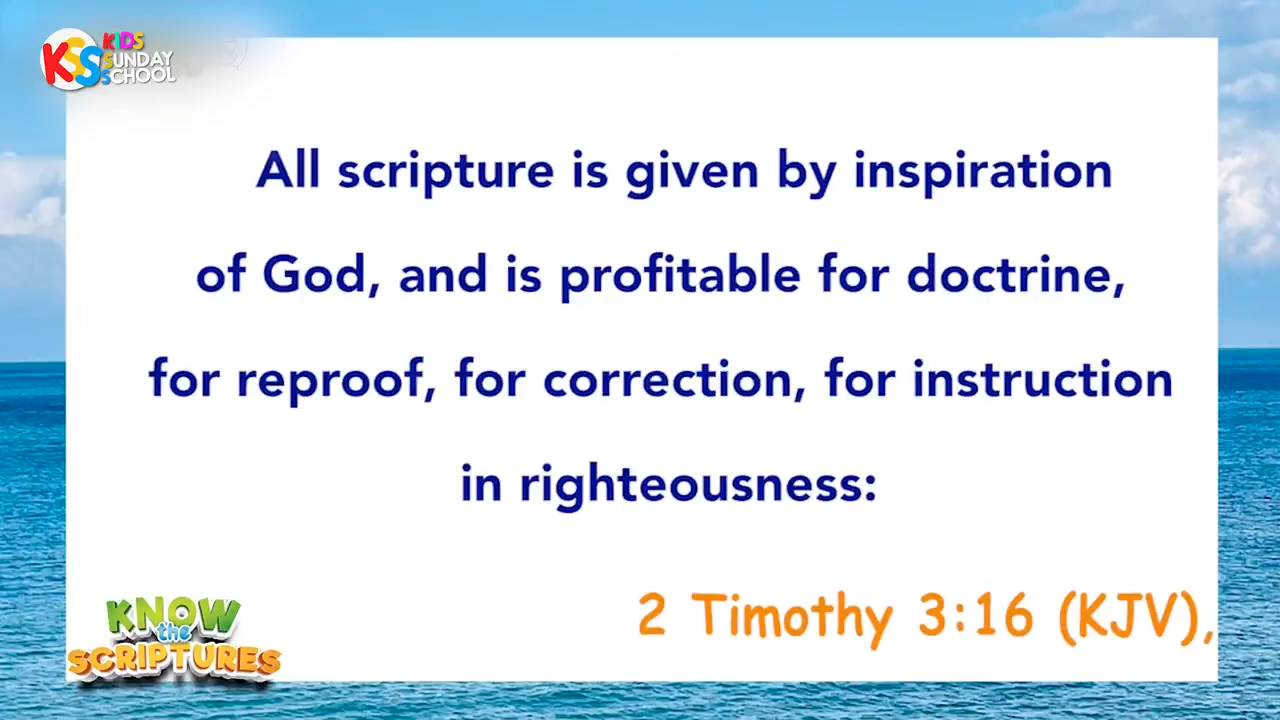 KSS KIDS
SUNDAY
SCHOOL
All scripture is given by inspiration
of God, and is profitable for doctrine,
for reproof, for correction, for instruction
in righteousness:
2 Timothy 3:16 (KJV),
KNOW
the
SCRIPTURES